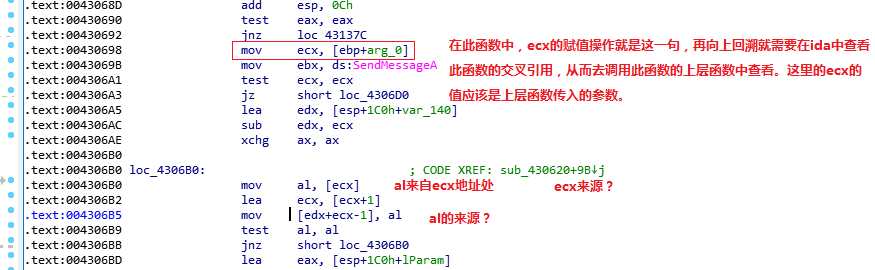 .text:0043068D add esp, 0Ch
.text:00430690 test eax, eax
.text:00430692 jnz loc_43137C
.text:00430698 mov ecx, [ebp+arg_0] 在此函数中，ecx的赋值操作就是这一句，再向上回溯就需要在ida中查看
.text:0043069B mov ebx, ds:SendMessageA 此函数的交叉引用，从而去调用此函数的上层函数中查看。这里的ecx的
.text:004306A1 test ecx, ecx 值应该是上层函数传入的参数。
.text:004306A3 jz short loc_4306D0
.text:004306A5 lea edx, [esp+1C0h+var_140]
.text:004306AC sub edx, ecx
.text:004306AE xchg ax, ax
.text:004306B0
.text:004306B0 loc_4306B0: ; CODE XREF: sub_430620+9B↓j
.text:004306B0 mov al, [ecx] al来自ecx地址处 ecx来源？
.text:004306B2 lea ecx, [ecx+1]
.text:004306B5 mov [edx+ecx-1], al al的来源？
.text:004306B9 test al, al
.text:004306BB jnz short loc_4306B0
.text:004306BD lea eax, [esp+1C0h+lParam]